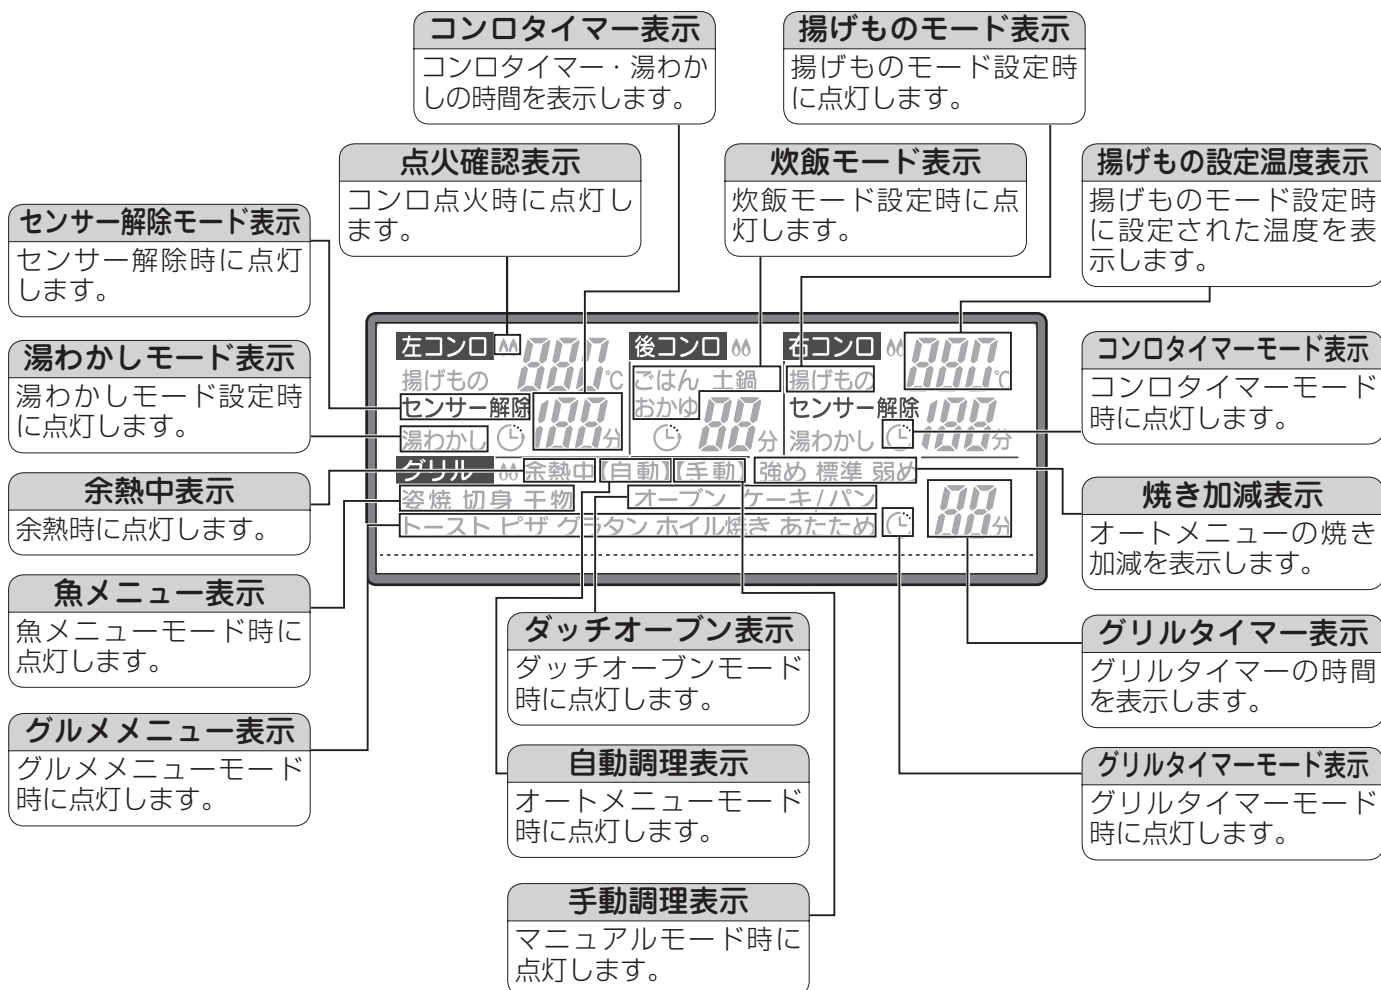 コンロタイマー表示
コンロタイマー・湯わか
しの時間を表示します。
揚げものモード表示
揚げものモード設定時
に点灯します。
点火確認表示
コンロ点火時に点灯し
ます。
炊飯モード表示
炊飯モード設定時に点
灯します。
揚げもの設定温度表示
揚げものモード設定時
に設定された温度を表
示します。
センサー解除モード表示
センサー解除時に点灯
します。
湯わかしモード表示
湯わかしモード設定時
に点灯します。
余熱中表示
余熱時に点灯します。
魚メニュー表示
魚メニューモード時に
点灯します。
グルメメニュー表示
グルメメニューモード
時に点灯します。
左コンロ 888℃
揚げもの
センサー解除
湯わかし 188分
後コンロ
ごはん 土鍋
おかゆ 88分
右コンロ 888℃
揚げもの
センサー解除
湯わかし 188分
グリル 余熱中【自動】【手動】強め 標準 弱め
姿焼 切身 干物 オーブン ケーキ/パン
トースト ピザ グラタン ホイル焼き あたため 88分
コンロタイマーモード表示
コンロタイマーモード
時に点灯します。
焼き加減表示
オートメニューの焼き
加減を表示します。
グリルタイマー表示
グリルタイマーの時間
を表示します。
グリルタイマーモード表示
グリルタイマーモード
時に点灯します。
ダッチオーブン表示
ダッチオーブンモード
時に点灯します。
自動調理表示
オートメニューモード
時に点灯します。
手動調理表示
マニュアルモード時に
点灯します。